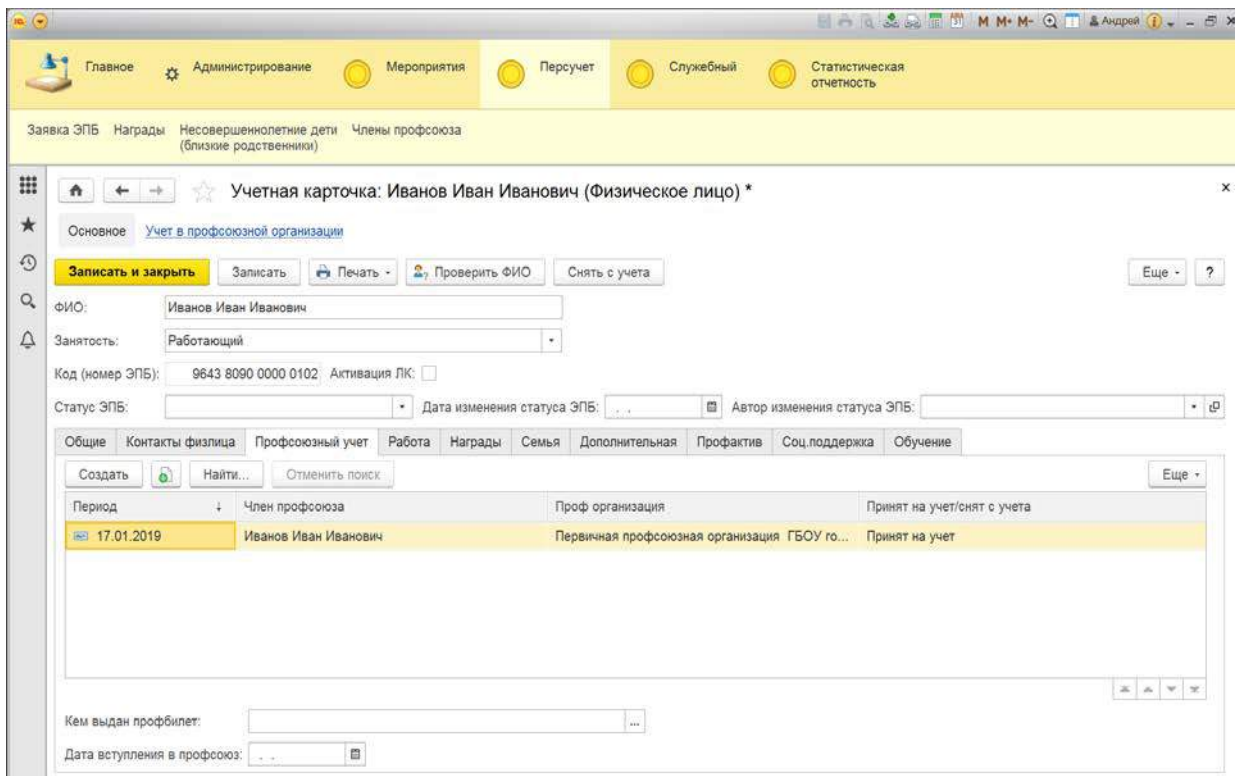 1С
31 M M+ M- Андрей i
Главное Администрирование Мероприятия Персучет Служебный Статистическая
отчетность
Заявка ЭПБ Награды Несовершеннолетние дети Члены профсоюза
(близкие родственники)
Учетная карточка: Иванов Иван Иванович (Физическое лицо) * x
Основное Учет в профсоюзной организации
Записать и закрыть Записать Печать Проверить ФИО Снять с учета Еще ?
ФИО: Иванов Иван Иванович
Занятость: Работающий
Код (номер ЭПБ): 9643 8090 0000 0102 Активация ЛК:
Статус ЭПБ: Дата изменения статуса ЭПБ: . . Автор изменения статуса ЭПБ:
Общие Контакты физлица Профсоюзный учет Работа Награды Семья Дополнительная Профактив Соц.поддержка Обучение
Создать Найти... Отменить поиск Еще
Период ↓ Член профсоюза Проф организация Принят на учет/снят с учета
17.01.2019 Иванов Иван Иванович Первичная профсоюзная организация ГБОУ го... Принят на учет
Кем выдан профбилет: ...
Дата вступления в профсоюз: . .